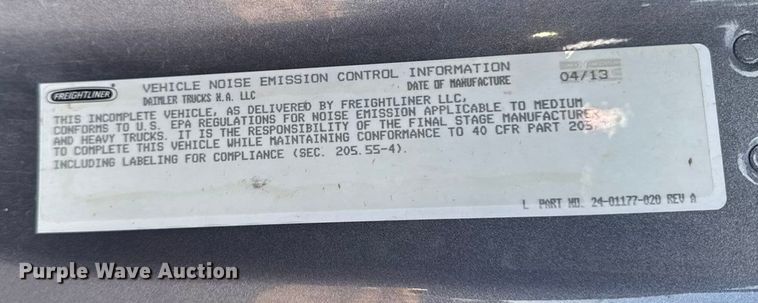 FREIGHTLINER
VEHICLE NOISE EMISSION CONTROL INFORMATION
DAIMLER TRUCKS N.A. LLC
DATE OF MANUFACTURE 04/13
THIS INCOMPLETE VEHICLE, AS DELIVERED BY FREIGHTLINER LLC,
CONFORMS TO U.S. EPA REGULATIONS FOR NOISE EMISSION APPLICABLE TO MEDIUM
AND HEAVY TRUCKS. IT IS THE RESPONSIBILITY OF THE FINAL STAGE MANUFACTURER
TO COMPLETE THIS VEHICLE WHILE MAINTAINING CONFORMANCE TO 40 CFR PART 205,
INCLUDING LABELING FOR COMPLIANCE (SEC. 205.55-4).
L PART NO. 24-01177-020 REV A
Purple Wave Auction